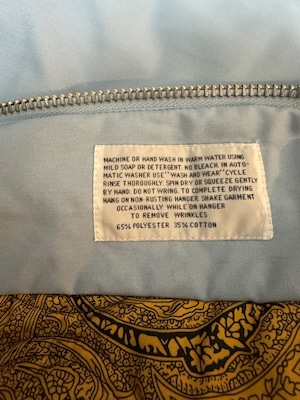 MACHINE OR HAND WASH IN WARM WATER USING
MILD SOAP OR DETERGENT. NO BLEACH. IN AUTO-
MATIC WASHER USE "WASH AND WEAR" CYCLE
RINSE THOROUGHLY. SPIN DRY OR SQUEEZE GENTLY
BY HAND. DO NOT WRING. TO COMPLETE DRYING
HANG ON NON-RUSTING HANGER. SHAKE GARMENT
OCCASIONALLY WHILE ON HANGER
TO REMOVE WRINKLES
65% POLYESTER 35% COTTON